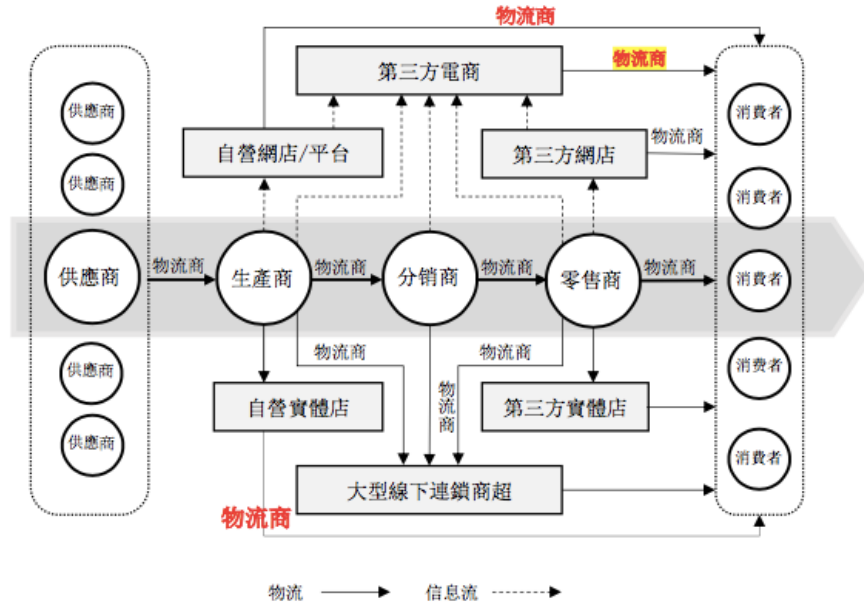 物流商
第三方電商
物流商
供應商
消費者
自營網店/平台
第三方網店
物流商
供應商
消費者
供應商
物流商
生產商
物流商
分销商
物流商
零售商
物流商
消費者
物流商
物流商
供應商
消费者
物流商
自營實體店
第三方實體店
供應商
消費者
大型線下連鎖商超
物流商
物流
信息流